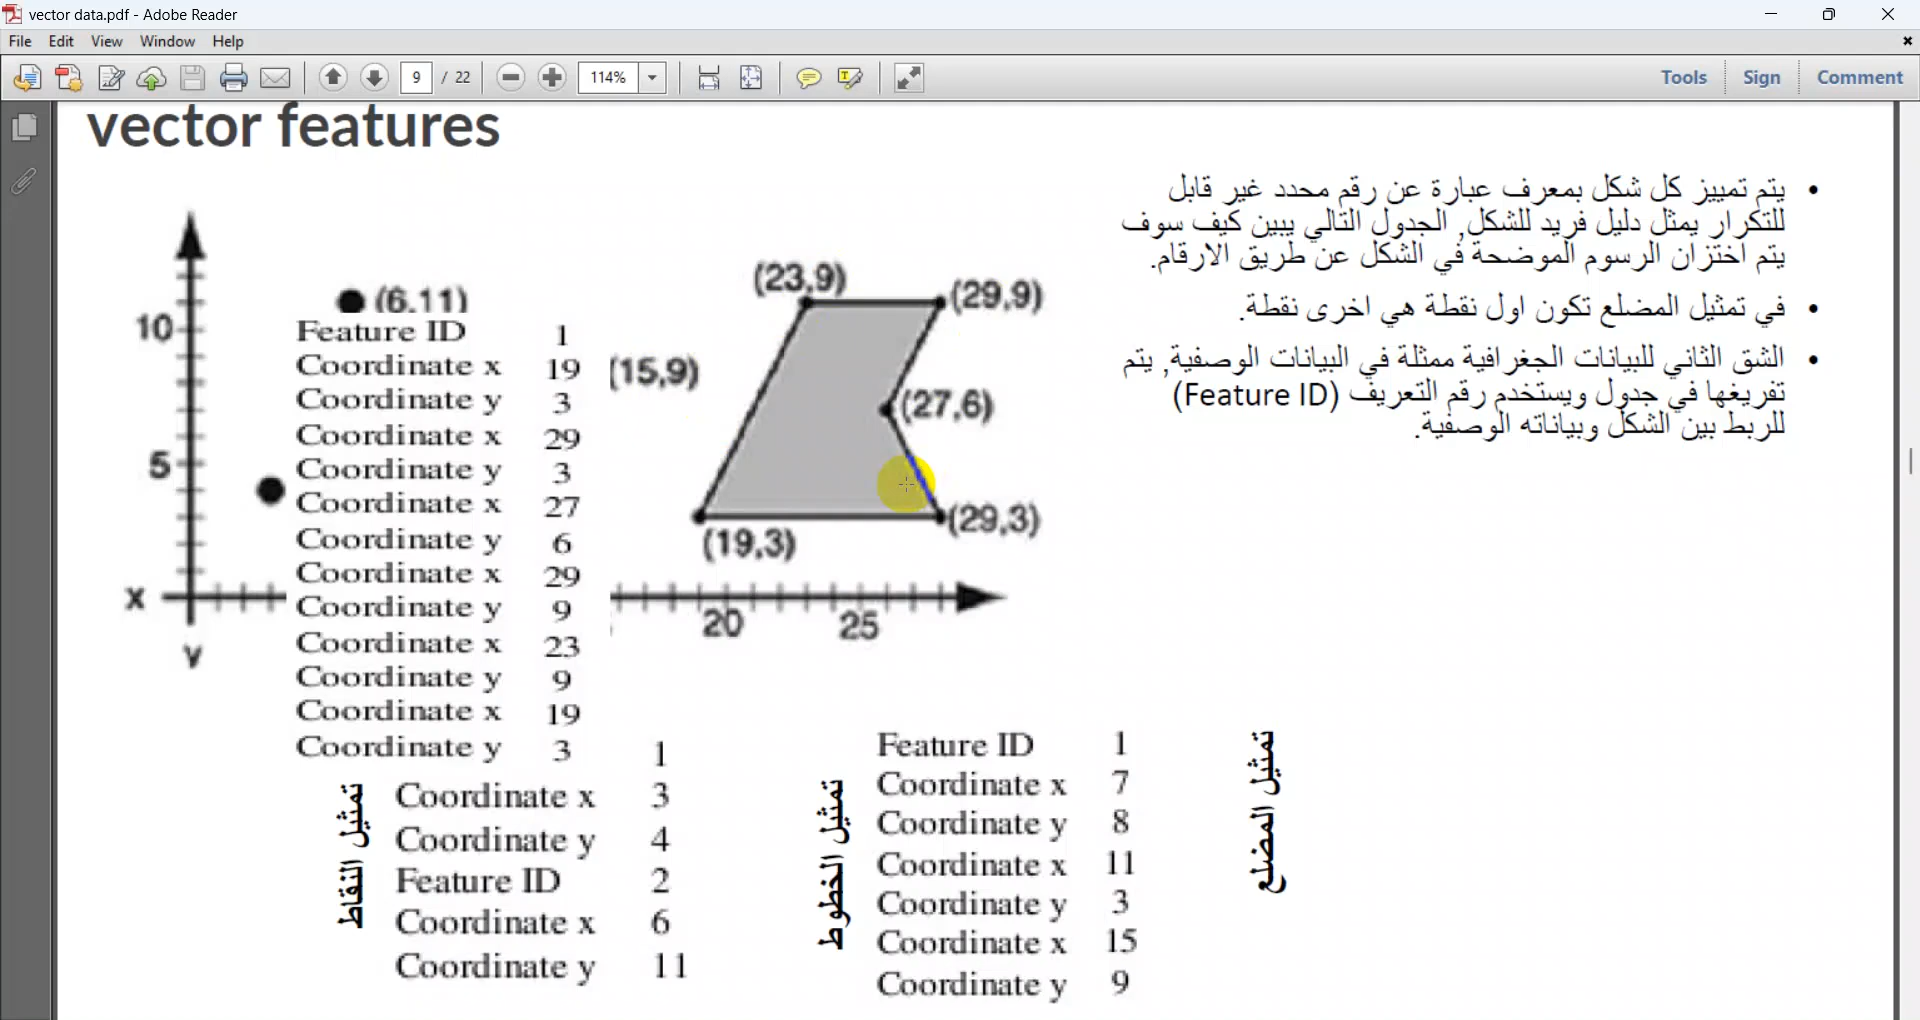 vector data.pdf - Adobe Reader
File Edit View Window Help
9 / 22 114% Tools Sign Comment
vector features
يتم تمييز كل شكل بمعرف عبارة عن رقم محدد غير قابل
للتكرار يمثل دليل فريد للشكل, الجدول التالي يبين كيف سوف
يتم اختزان الرسوم الموضحة في الشكل عن طريق الارقام.
في تمثيل المضلع تكون اول نقطة هي اخرى نقطة.
الشق الثاني للبيانات الجغرافية ممثلة في البيانات الوصفية, يتم
تفريغها في جدول ويستخدم رقم التعريف (Feature ID)
للربط بين الشكل وبياناته الوصفية.
(6,11)
(23,9)
(29,9)
(15,9)
(27,6)
(29,3)
(19,3)
10
5
x
y
20
25
Feature ID 1
Coordinate x 19
Coordinate y 3
Coordinate x 29
Coordinate y 3
Coordinate x 27
Coordinate y 6
Coordinate x 29
Coordinate y 9
Coordinate x 23
Coordinate y 9
Coordinate x 19
Coordinate y 3
تمثيل النقاط
1
Coordinate x 3
Coordinate y 4
Feature ID 2
Coordinate x 6
Coordinate y 11
تمثيل الخطوط
Feature ID 1
Coordinate x 7
Coordinate y 8
Coordinate x 11
Coordinate y 3
Coordinate x 15
Coordinate y 9
تمثيل المضلع